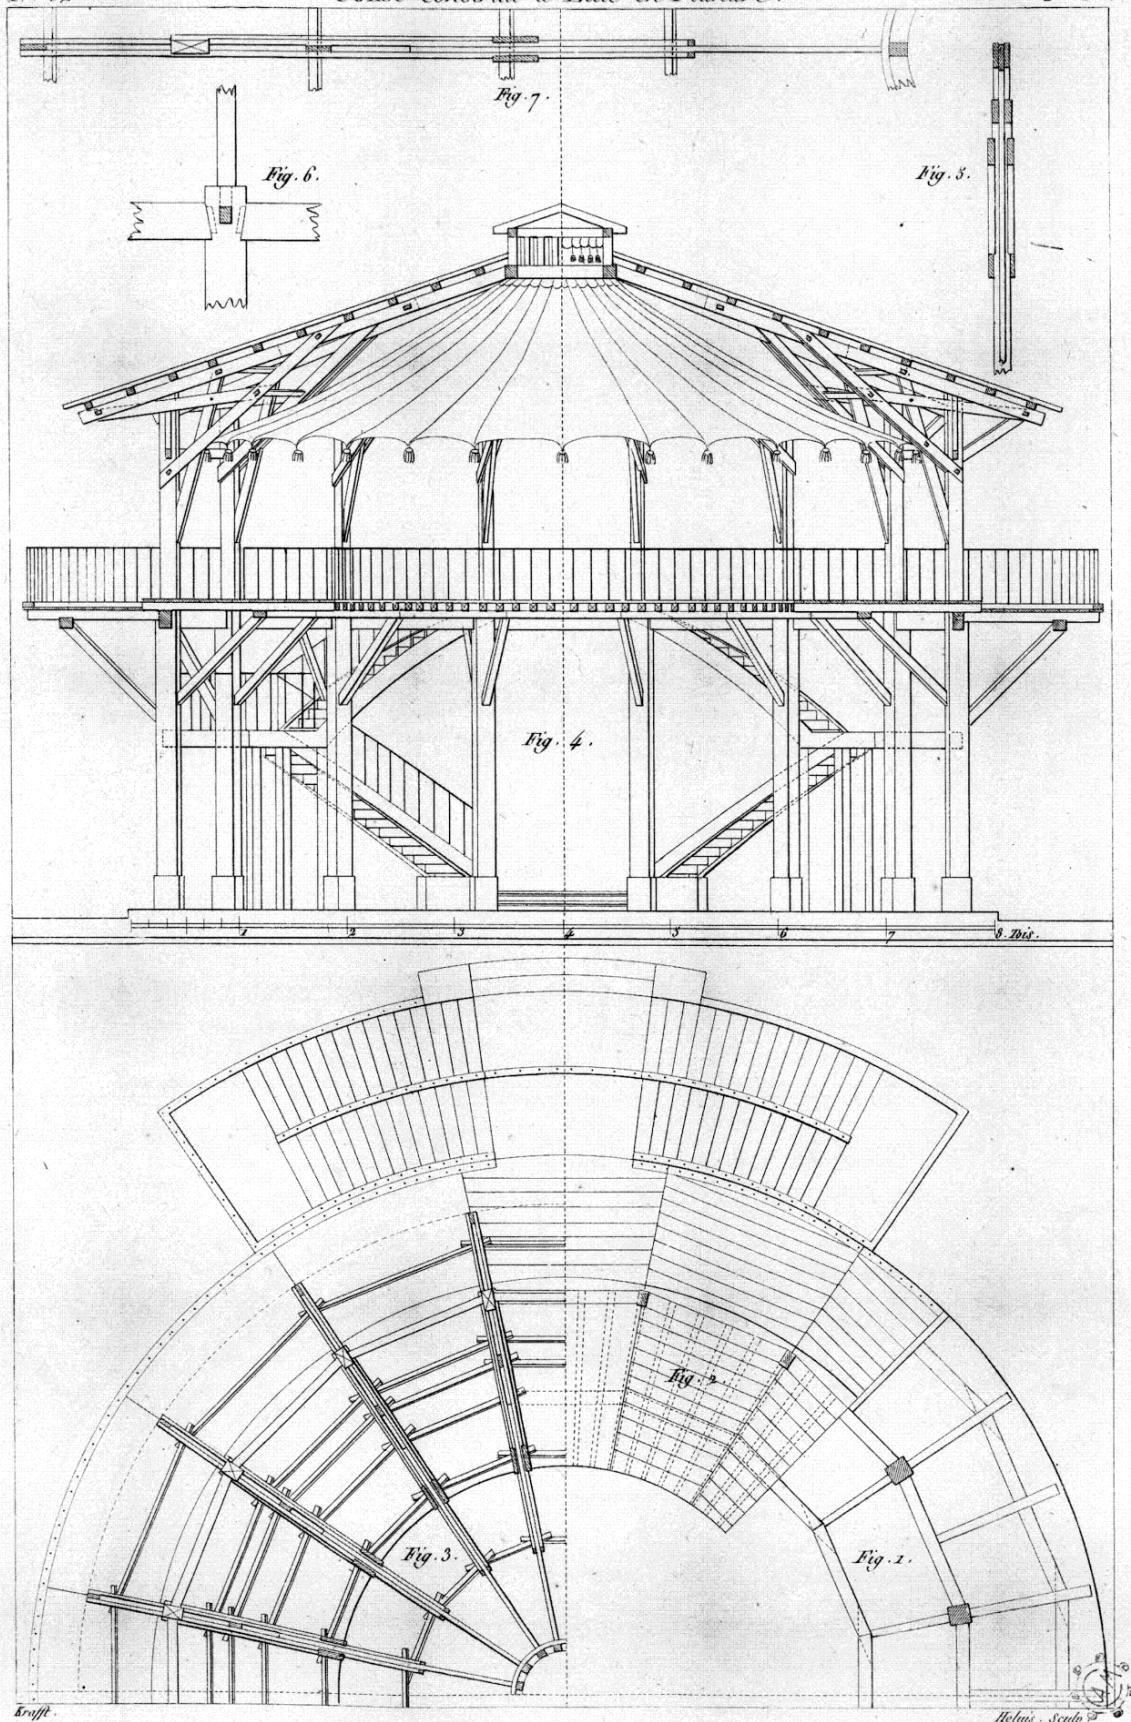 Fig. 7.
Fig. 6.
Fig. 5.
Fig. 4.
1 2 3 4 5 6 7 8. Tois.
Fig. 2.
Fig. 3.
Fig. 1.
Krafft.
Sculp